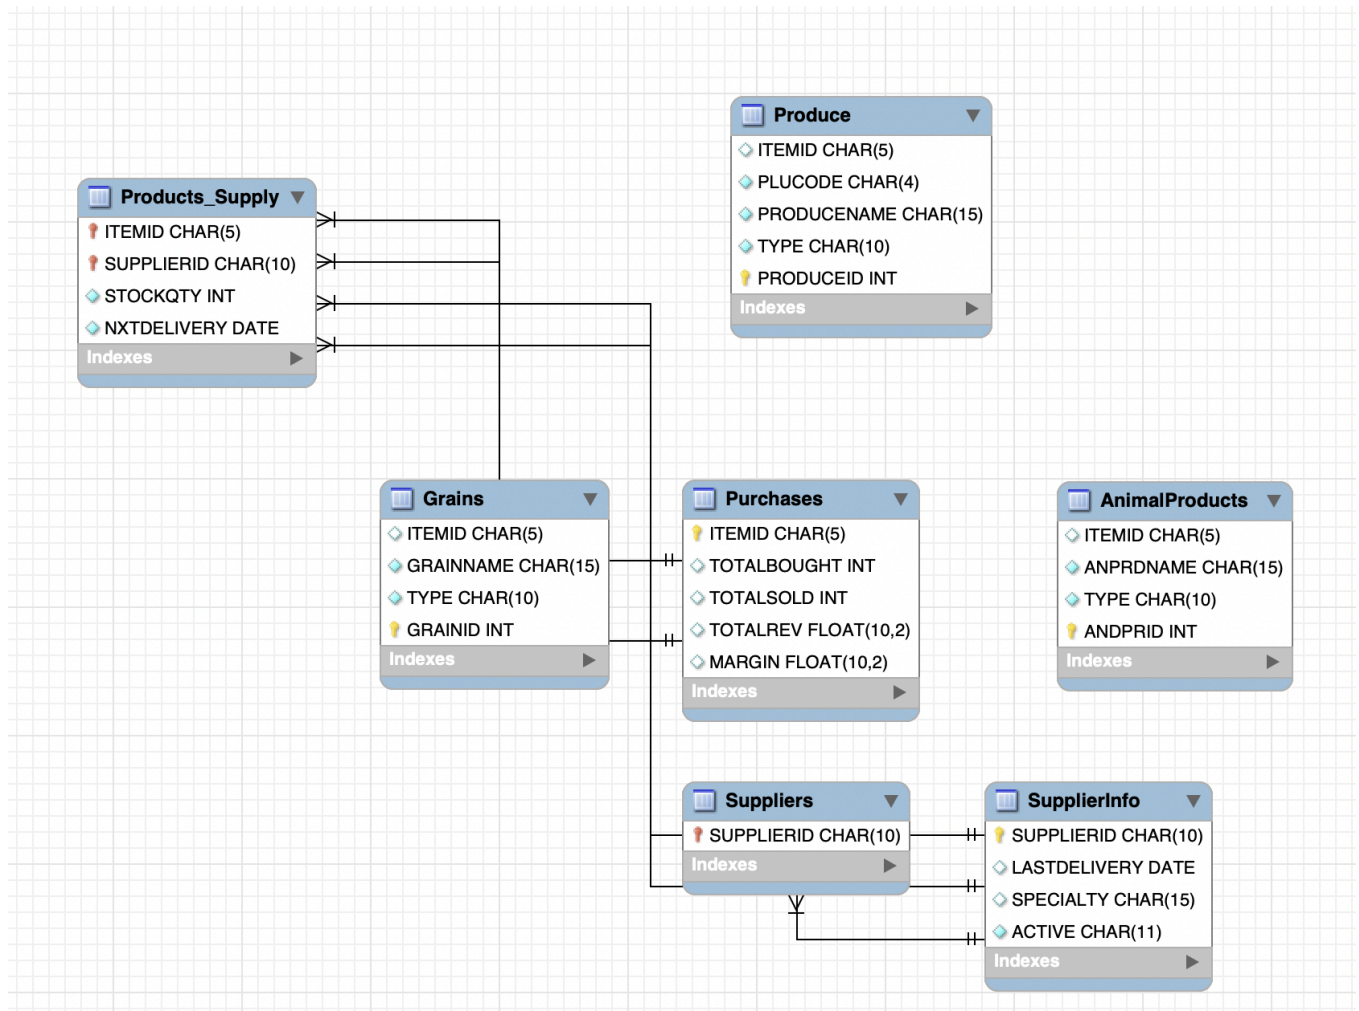 Produce
ITEMID CHAR(5)
PLUCODE CHAR(4)
PRODUCENAME CHAR(15)
TYPE CHAR(10)
PRODUCEID INT
Indexes
Products_Supply
ITEMID CHAR(5)
SUPPLIERID CHAR(10)
STOCKQTY INT
NXTDELIVERY DATE
Indexes
Grains
ITEMID CHAR(5)
GRAINNAME CHAR(15)
TYPE CHAR(10)
GRAINID INT
Indexes
Purchases
ITEMID CHAR(5)
TOTALBOUGHT INT
TOTALSOLD INT
TOTALREV FLOAT(10,2)
MARGIN FLOAT(10,2)
Indexes
AnimalProducts
ITEMID CHAR(5)
ANPRDNAME CHAR(15)
TYPE CHAR(10)
ANDPRID INT
Indexes
Suppliers
SUPPLIERID CHAR(10)
Indexes
SupplierInfo
SUPPLIERID CHAR(10)
LASTDELIVERY DATE
SPECIALTY CHAR(15)
ACTIVE CHAR(11)
Indexes